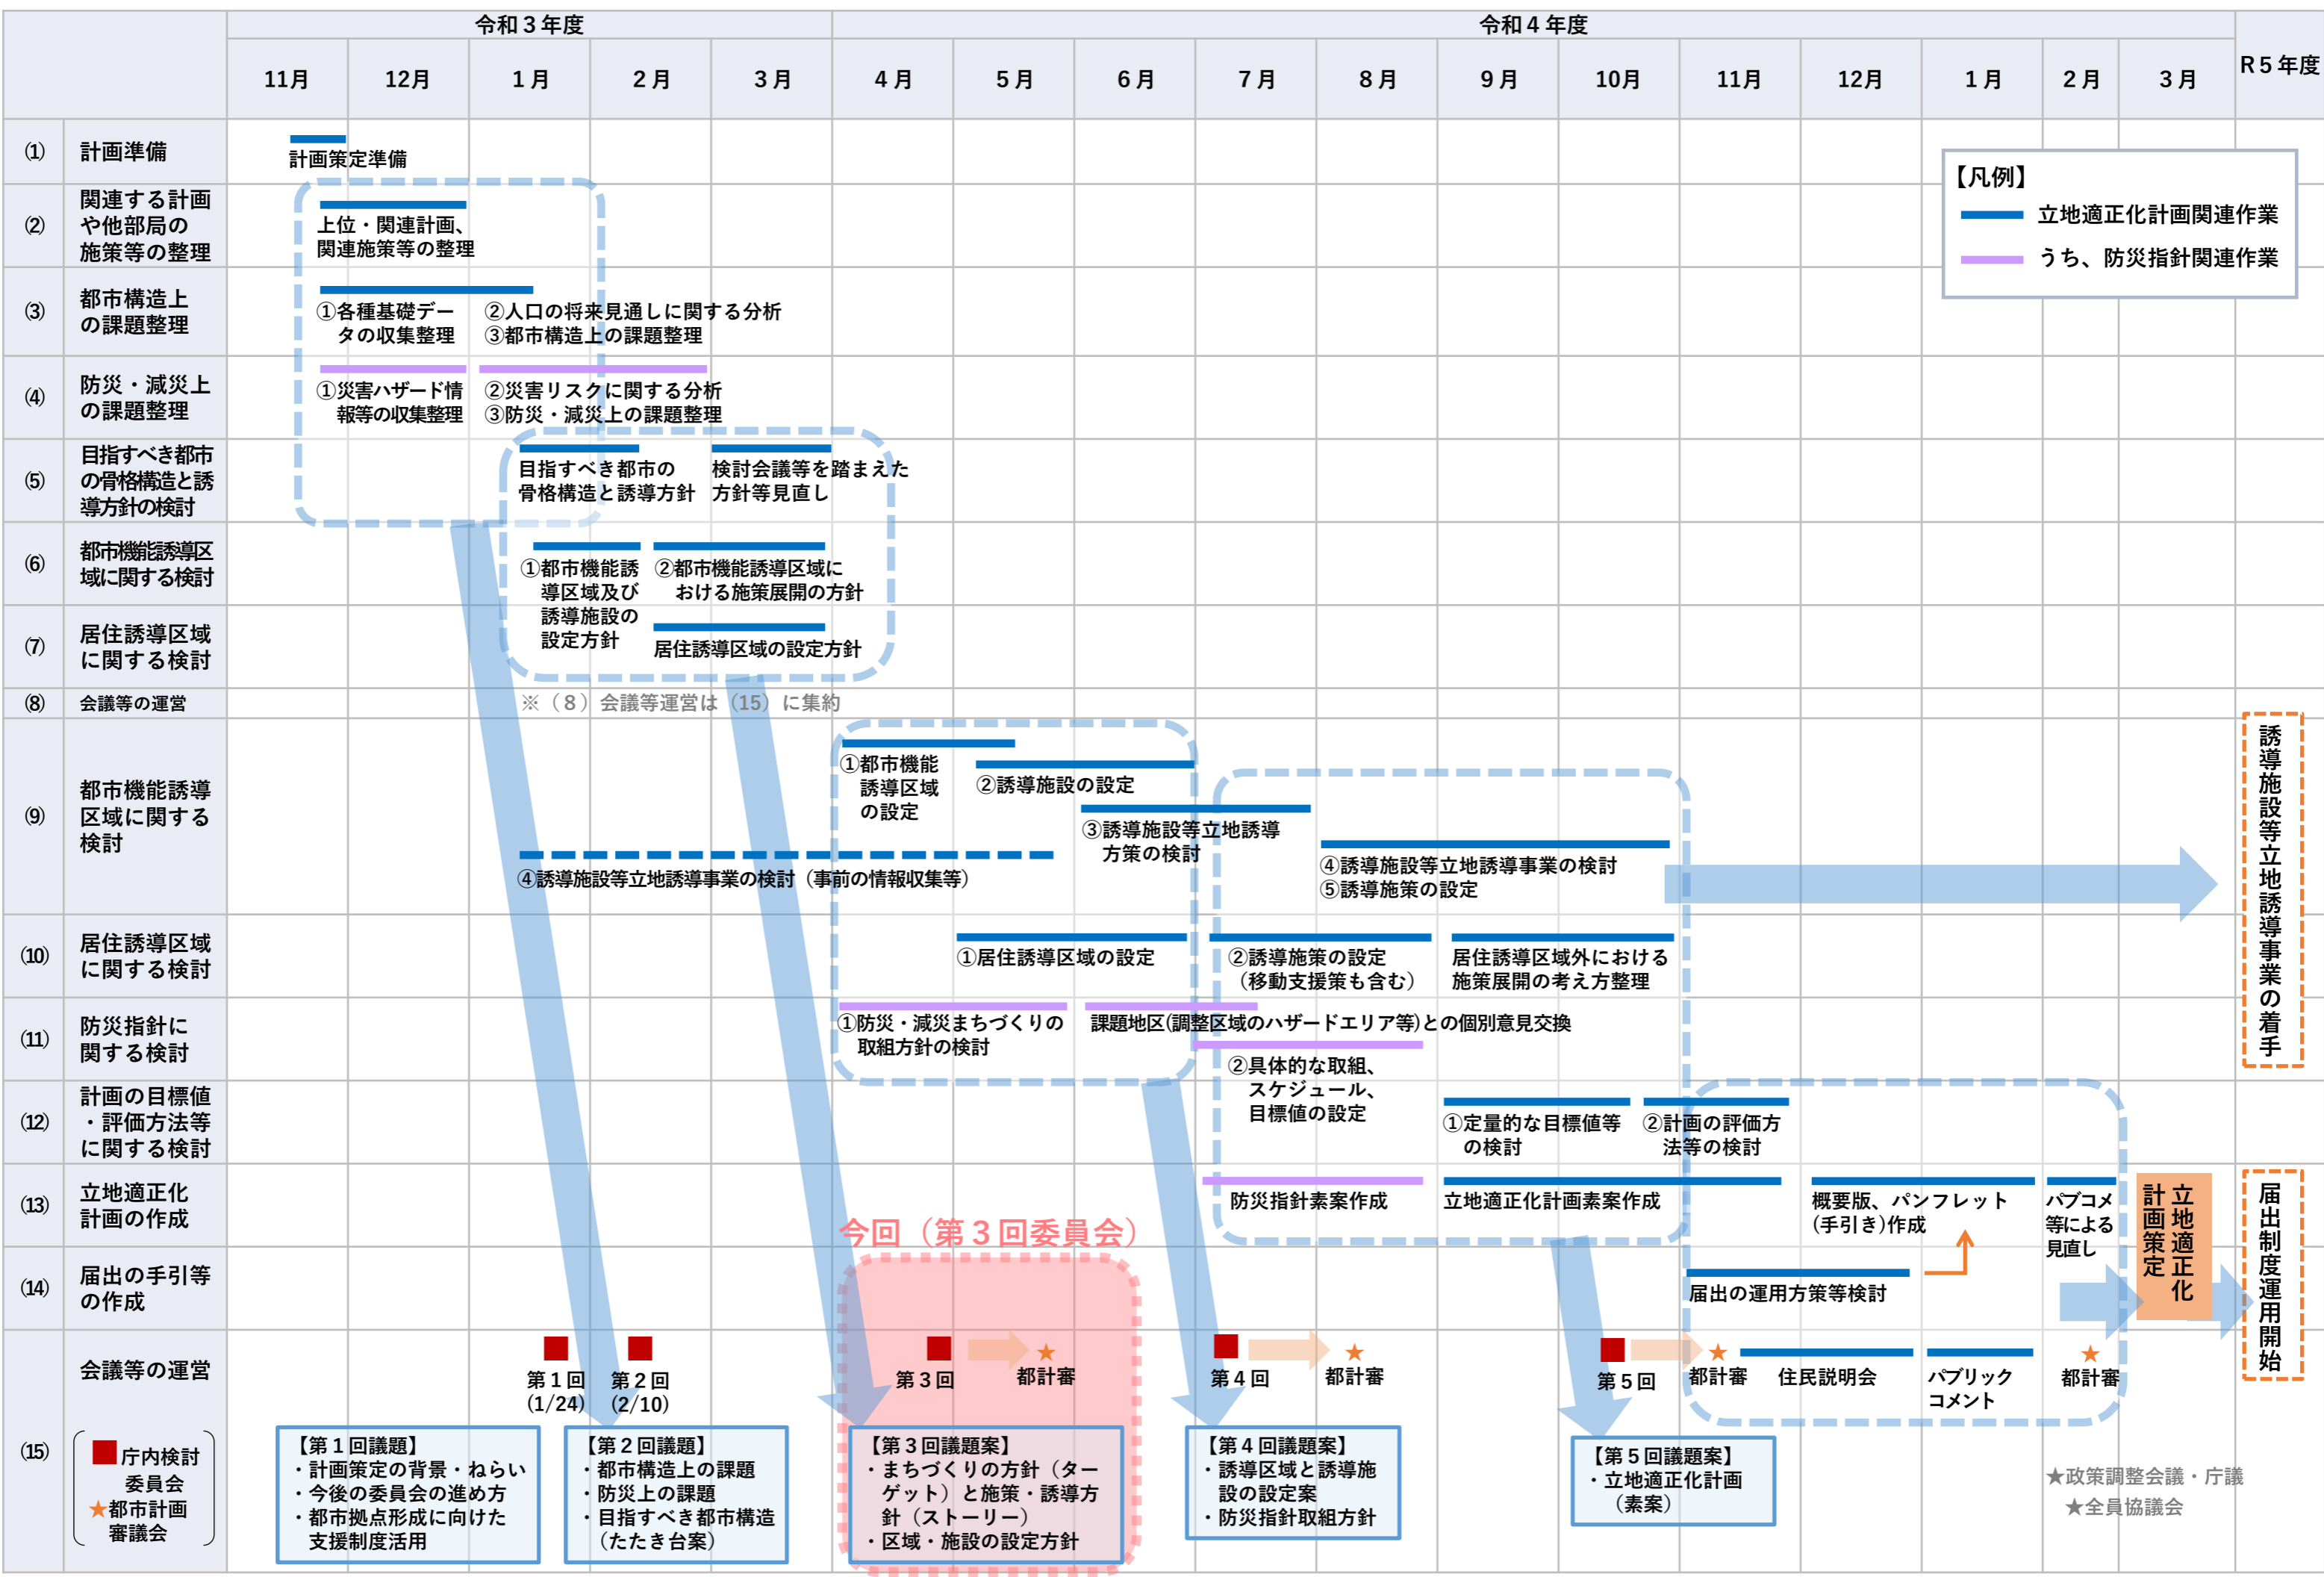 令和３年度
令和４年度
R５年度
11月
12月
１月
２月
３月
４月
５月
６月
７月
８月
９月
10月
11月
12月
１月
２月
３月
【凡例】
立地適正化計画関連作業
うち、防災指針関連作業
(1)
計画準備
計画策定準備
(2)
関連する計画
や他部局の
施策等の整理
上位・関連計画、
関連施策等の整理
(3)
都市構造上
の課題整理
①各種基礎デー
タの収集整理
②人口の将来見通しに関する分析
③都市構造上の課題整理
(4)
防災・減災上
の課題整理
①災害ハザード情
報等の収集整理
②災害リスクに関する分析
③防災・減災上の課題整理
(5)
目指すべき都市
の骨格構造と誘
導方針の検討
目指すべき都市の
骨格構造と誘導方針
検討会議等を踏まえた
方針等見直し
(6)
都市機能誘導区
域に関する検討
①都市機能誘
導区域及び
誘導施設の
設定方針
②都市機能誘導区域に
おける施策展開の方針
(7)
居住誘導区域
に関する検討
居住誘導区域の設定方針
(8)
会議等の運営
※（８）会議等運営は（15）に集約
(9)
都市機能誘導
区域に関する
検討
①都市機能
誘導区域
の設定
②誘導施設の設定
③誘導施設等立地誘導
方策の検討
④誘導施設等立地誘導事業の検討（事前の情報収集等）
④誘導施設等立地誘導事業の検討
⑤誘導施策の設定
誘導施設等立地誘導事業の着手
(10)
居住誘導区域
に関する検討
①居住誘導区域の設定
②誘導施策の設定
（移動支援策も含む）
居住誘導区域外における
施策展開の考え方整理
(11)
防災指針に
関する検討
①防災・減災まちづくりの
取組方針の検討
課題地区(調整区域のハザードエリア等)との個別意見交換
②具体的な取組、
スケジュール、
目標値の設定
(12)
計画の目標値
・評価方法等
に関する検討
①定量的な目標値等
の検討
②計画の評価方
法等の検討
(13)
立地適正化
計画の作成
防災指針素案作成
立地適正化計画素案作成
概要版、パンフレット
(手引き)作成
パブコメ
等による
見直し
立地適正化
計画策定
届出制度運用開始
今回（第３回委員会）
(14)
届出の手引等
の作成
届出の運用方策等検討
(15)
会議等の運営
庁内検討
委員会
★都市計画
審議会
第１回
(1/24)
第２回
(2/10)
第３回
★
都計審
第４回
★
都計審
第５回
★
都計審
住民説明会
パブリック
コメント
★
都計審
【第１回議題】
・計画策定の背景・ねらい
・今後の委員会の進め方
・都市拠点形成に向けた
支援制度活用
【第２回議題】
・都市構造上の課題
・防災上の課題
・目指すべき都市構造
（たたき台案）
【第３回議題案】
・まちづくりの方針（ター
ゲット）と施策・誘導方
針（ストーリー）
・区域・施設の設定方針
【第４回議題案】
・誘導区域と誘導施
設の設定案
・防災指針取組方針
【第５回議題案】
・立地適正化計画
（素案）
★政策調整会議・庁議
★全員協議会